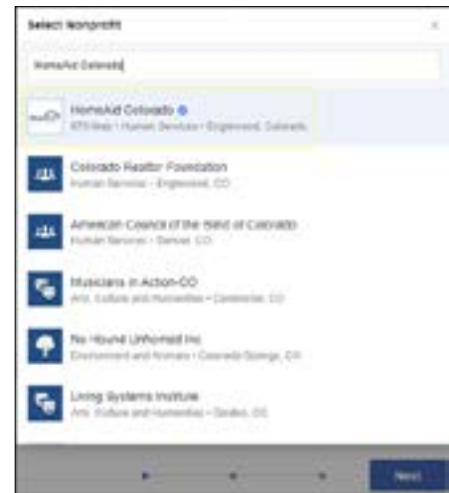 Select Nonprofit
HomeAid Colorado
HomeAid Colorado
Human Services • Englewood, Colorado
Colorado Realtor Foundation
Human Services • Englewood, CO
American Council of the Blind of Colorado
Human Services • Denver, CO
Musicians in Action-CO
Arts, Culture and Humanities • CO
No Hound Unhomed Inc
Environment and Animals • Colorado Springs, CO
Living Systems Institute
Arts, Culture and Humanities • Golden, CO
Next